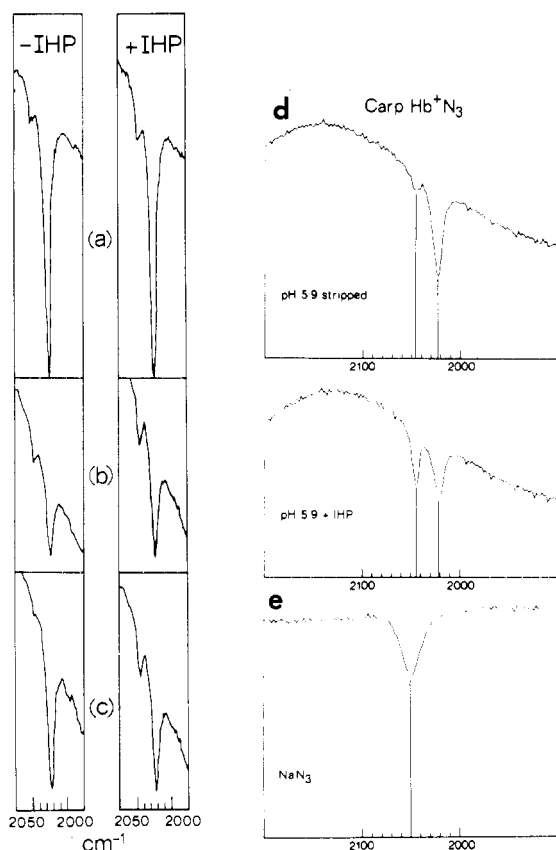 -IHP
+IHP
(a)
(b)
(c)
2050 2000
2050 2000
cm⁻¹
d
Carp Hb⁺N₃
pH 5·9 stripped
2100 2000
pH 5·9 + IHP
2100 2000
e
NaN₃
2100 2000